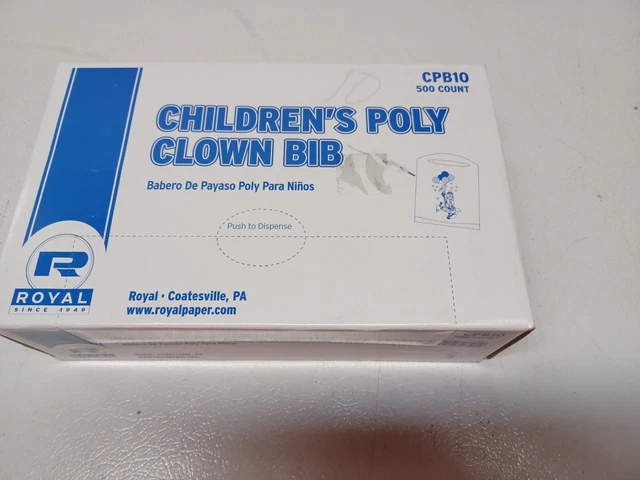 CPB10
500 COUNT
CHILDREN'S POLY
CLOWN BIB
Babero De Payaso Poly Para Niños
Push to Dispense
R
ROYAL
SINCE 1949
Royal • Coatesville, PA
www.royalpaper.com
CPB10